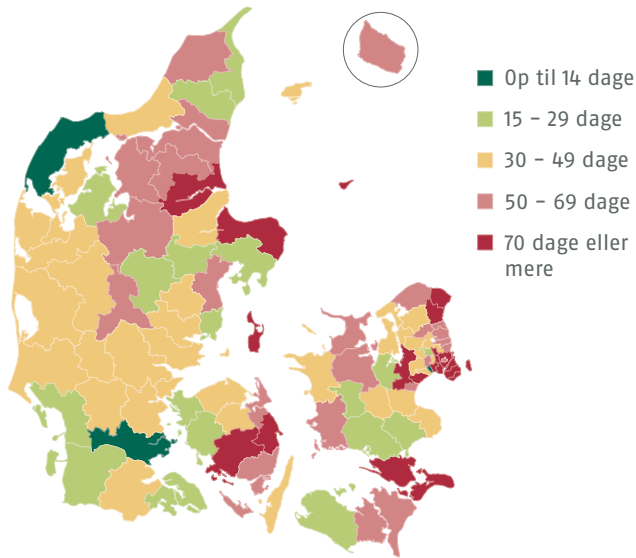 Op til 14 dage
15 – 29 dage
30 – 49 dage
50 – 69 dage
70 dage eller
mere